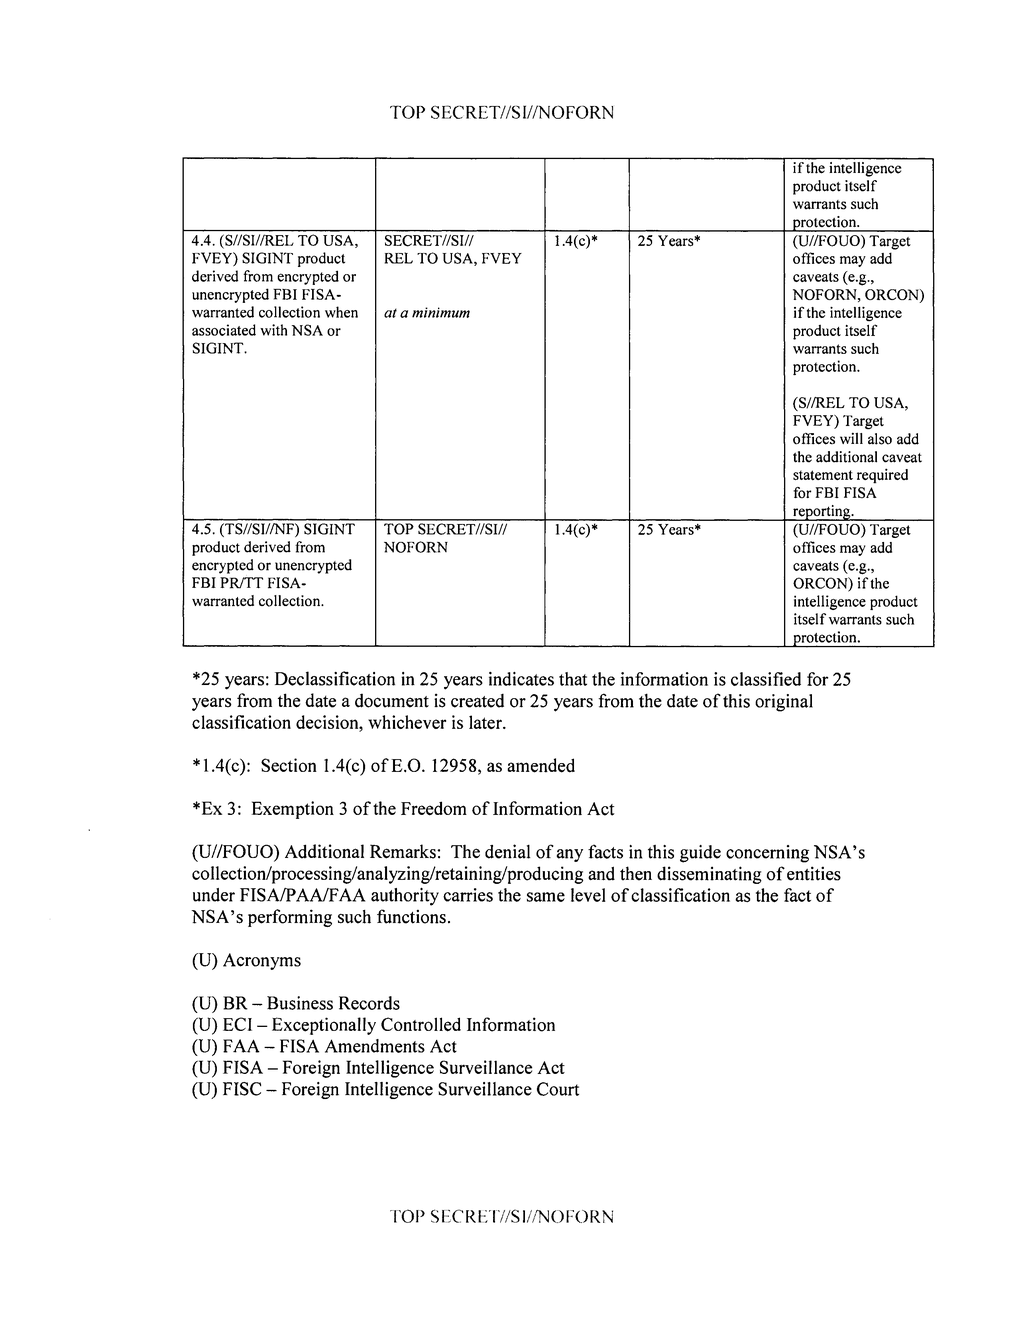 TOP SECRET//SI//NOFORN
if the intelligence
product itself
warrants such
protection.
4.4. (S//SI//REL TO USA,
FVEY) SIGINT product
derived from encrypted or
unencrypted FBI FISA-
warranted collection when
associated with NSA or
SIGINT.
SECRET//SI//
REL TO USA, FVEY
at a minimum
1.4(c)*
25 Years*
(U//FOUO) Target
offices may add
caveats (e.g.,
NOFORN, ORCON)
if the intelligence
product itself
warrants such
protection.
(S//REL TO USA,
FVEY) Target
offices will also add
the additional caveat
statement required
for FBI FISA
reporting.
4.5. (TS//SI//NF) SIGINT
product derived from
encrypted or unencrypted
FBI PR/TT FISA-
warranted collection.
TOP SECRET//SI//
NOFORN
1.4(c)*
25 Years*
(U//FOUO) Target
offices may add
caveats (e.g.,
ORCON) if the
intelligence product
itself warrants such
protection.
*25 years: Declassification in 25 years indicates that the information is classified for 25
years from the date a document is created or 25 years from the date of this original
classification decision, whichever is later.
*1.4(c): Section 1.4(c) of E.O. 12958, as amended
*Ex 3: Exemption 3 of the Freedom of Information Act
(U//FOUO) Additional Remarks: The denial of any facts in this guide concerning NSA's
collection/processing/analyzing/retaining/producing and then disseminating of entities
under FISA/PAA/FAA authority carries the same level of classification as the fact of
NSA's performing such functions.
(U) Acronyms
(U) BR – Business Records
(U) ECI – Exceptionally Controlled Information
(U) FAA – FISA Amendments Act
(U) FISA – Foreign Intelligence Surveillance Act
(U) FISC – Foreign Intelligence Surveillance Court
TOP SECRET//SI//NOFORN